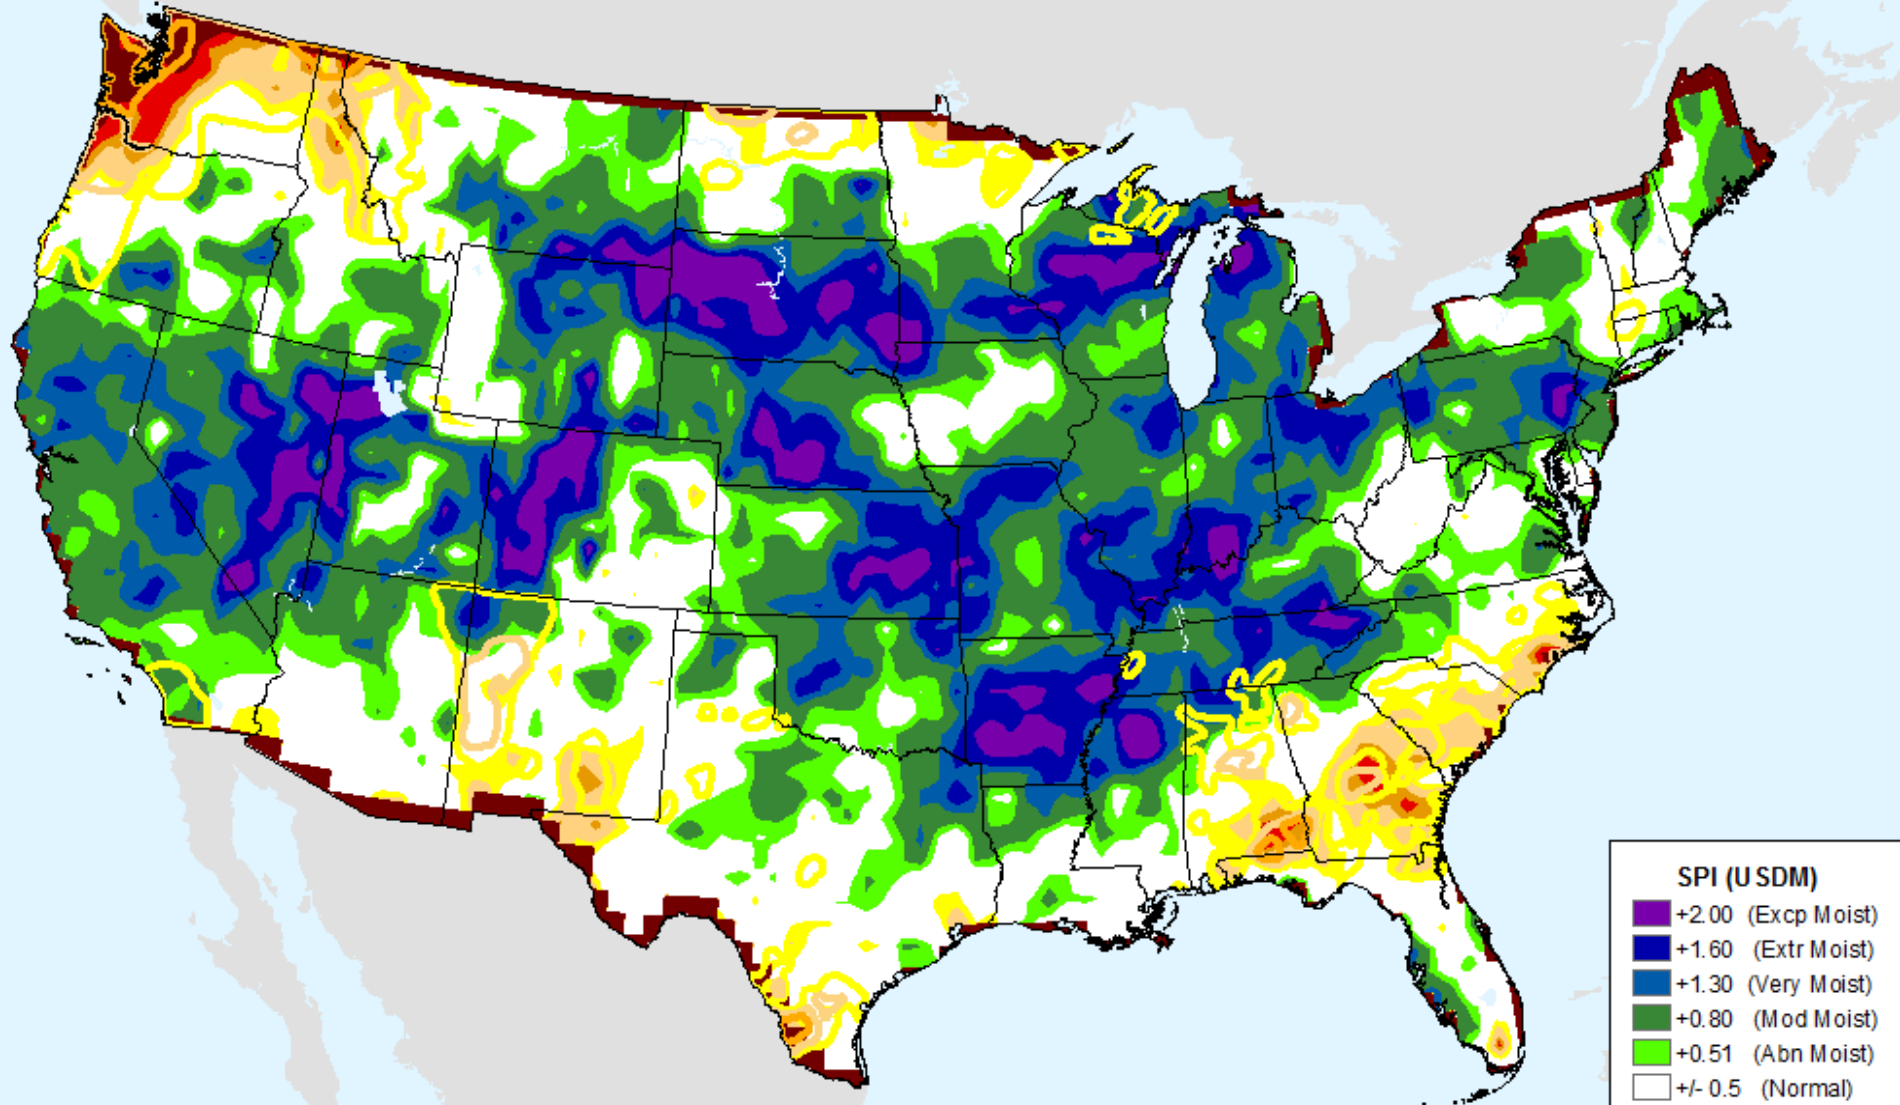 SPI (USDM)
+2.00 (Excp Moist)
+1.60 (Extr Moist)
+1.30 (Very Moist)
+0.80 (Mod Moist)
+0.51 (Abn Moist)
+/- 0.5 (Normal)